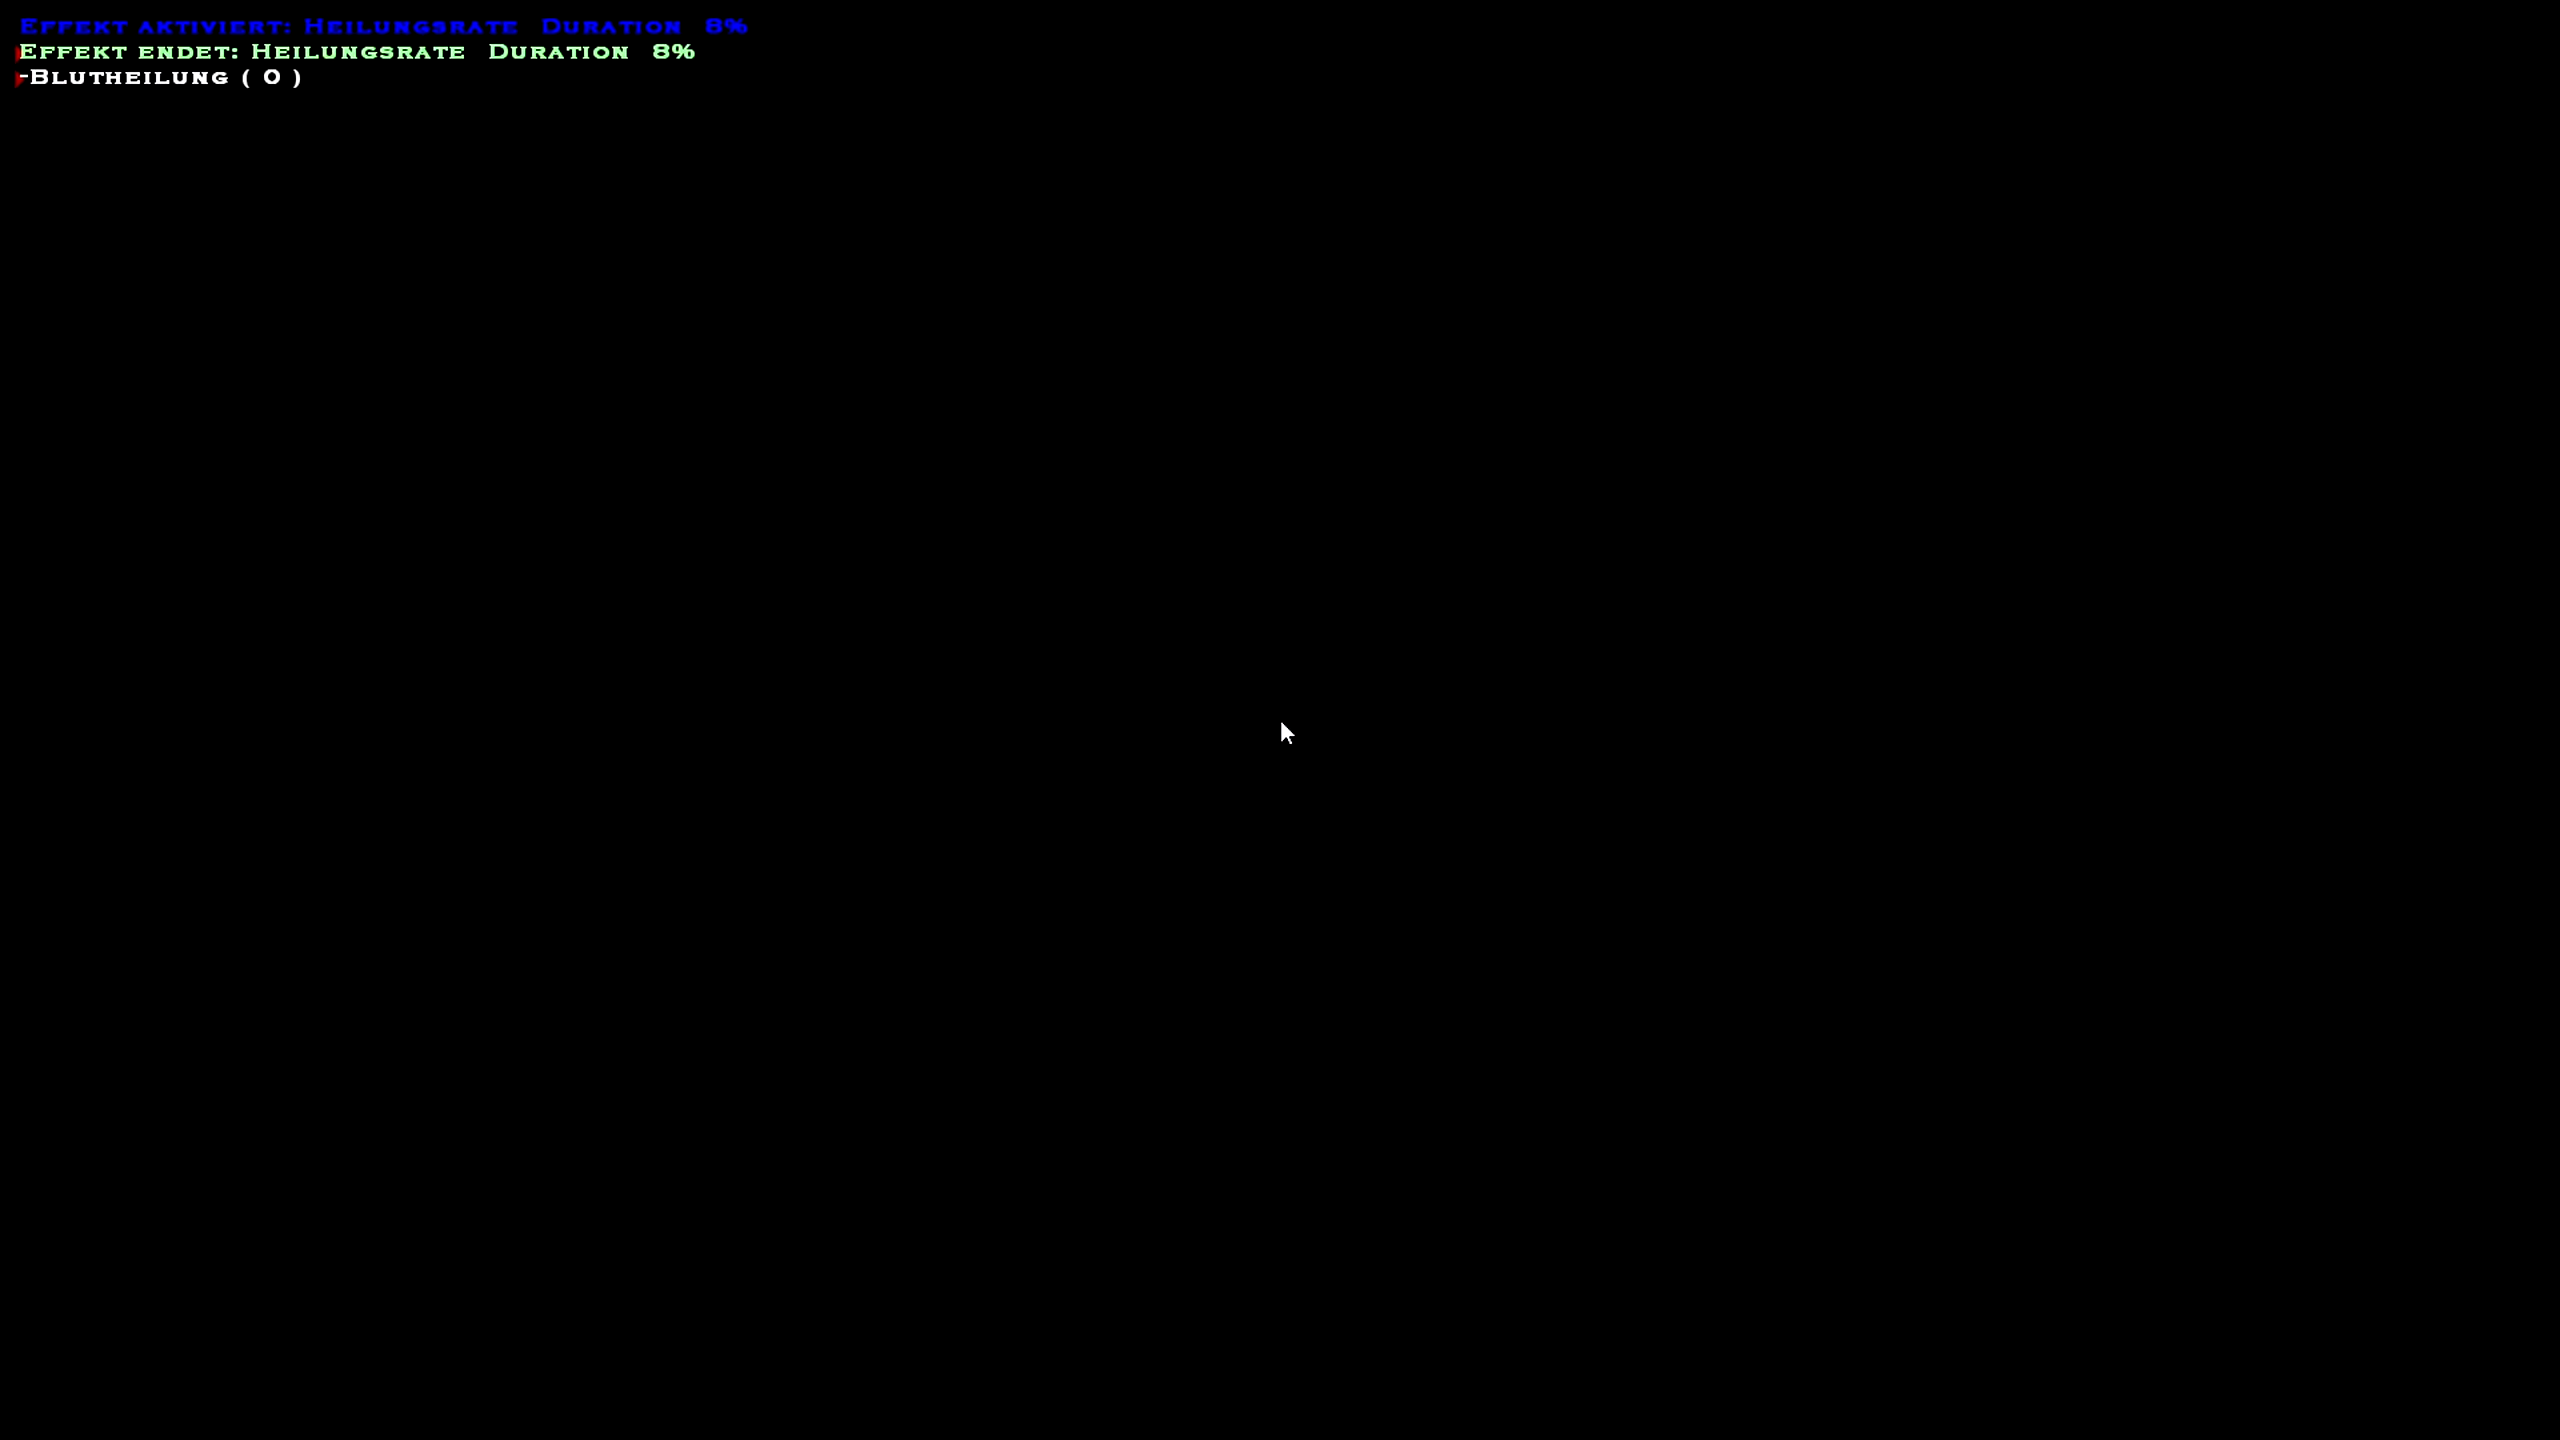 Effekt aktiviert: Heilungsrate  Duration  8%
Effekt endet: Heilungsrate  Duration  8%
-Blutheilung ( 0 )